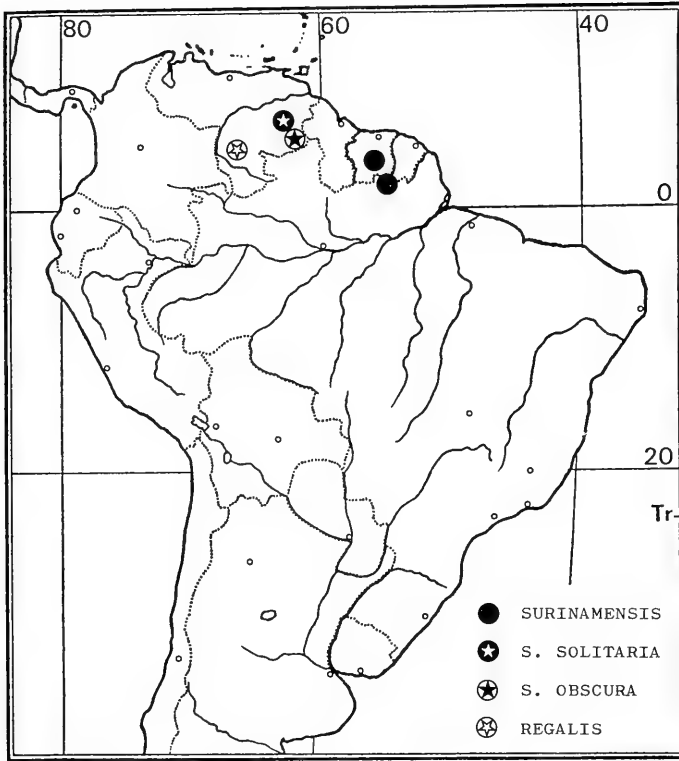 80 60 40
0
20
Tr-
SURINAMENSIS
S. SOLITARIA
S. OBSCURA
REGALIS